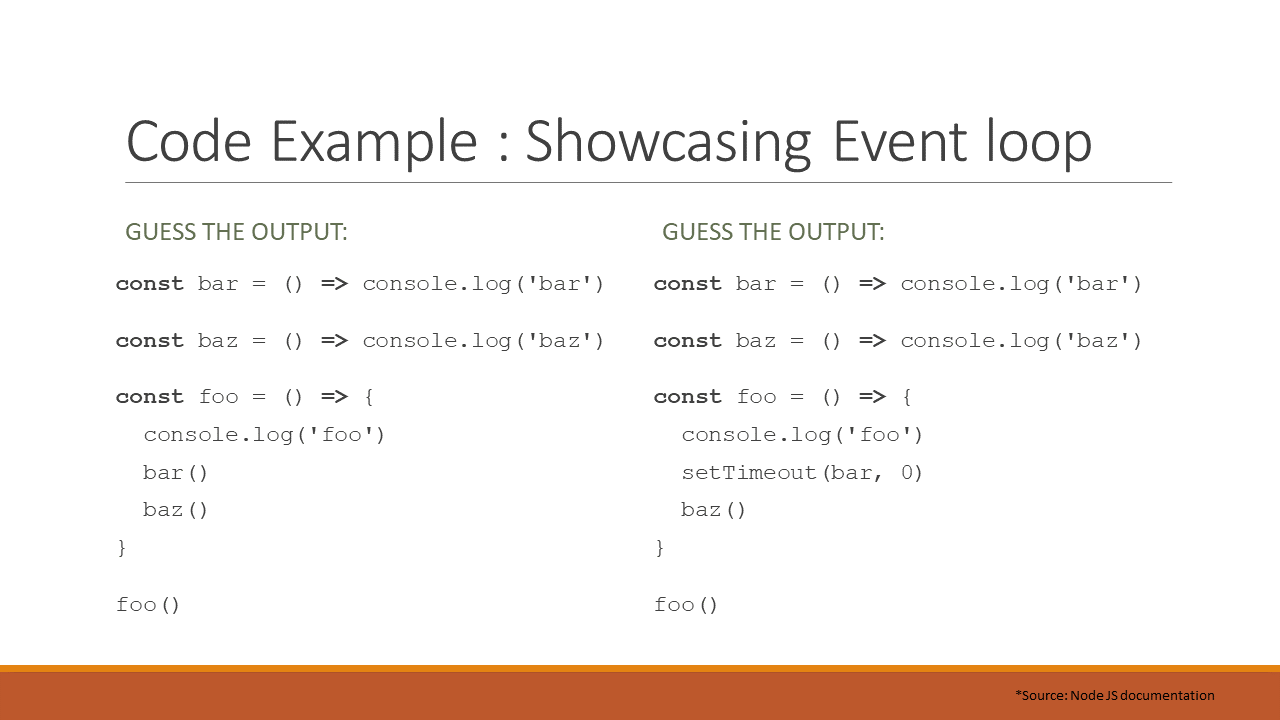 Code Example : Showcasing Event loop
GUESS THE OUTPUT:
const bar = () => console.log('bar')
const baz = () => console.log('baz')
const foo = () => {
  console.log('foo')
  bar()
  baz()
}
foo()
GUESS THE OUTPUT:
const bar = () => console.log('bar')
const baz = () => console.log('baz')
const foo = () => {
  console.log('foo')
  setTimeout(bar, 0)
  baz()
}
foo()
*Source: Node JS documentation